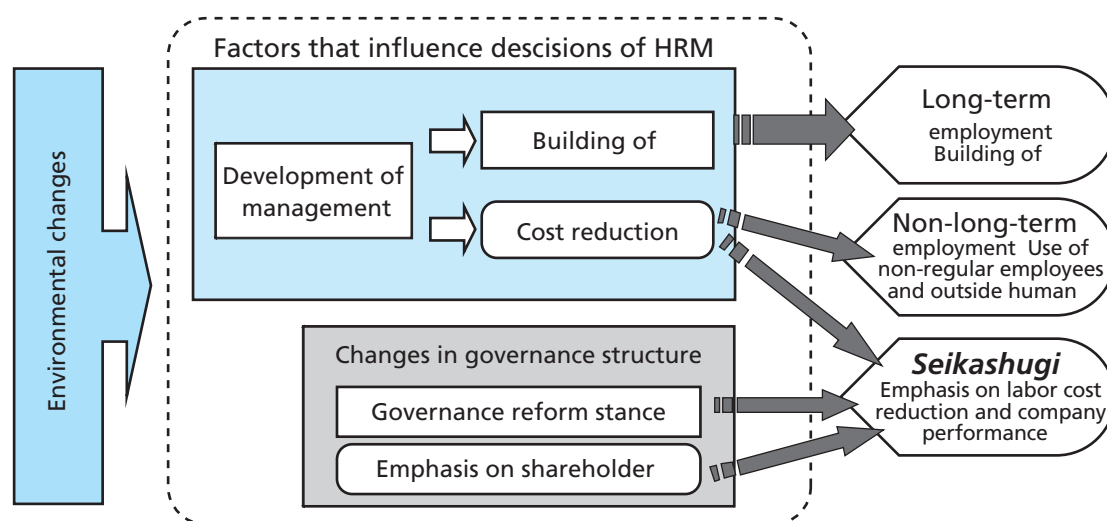 Factors that influence descisions of HRM
Environmental changes
Development of
management
Building of
Cost reduction
Changes in governance structure
Governance reform stance
Emphasis on shareholder
Long-term
employment
Building of
Non-long-term
employment Use of
non-regular employees
and outside human
Seikashugi
Emphasis on labor cost
reduction and company
performance